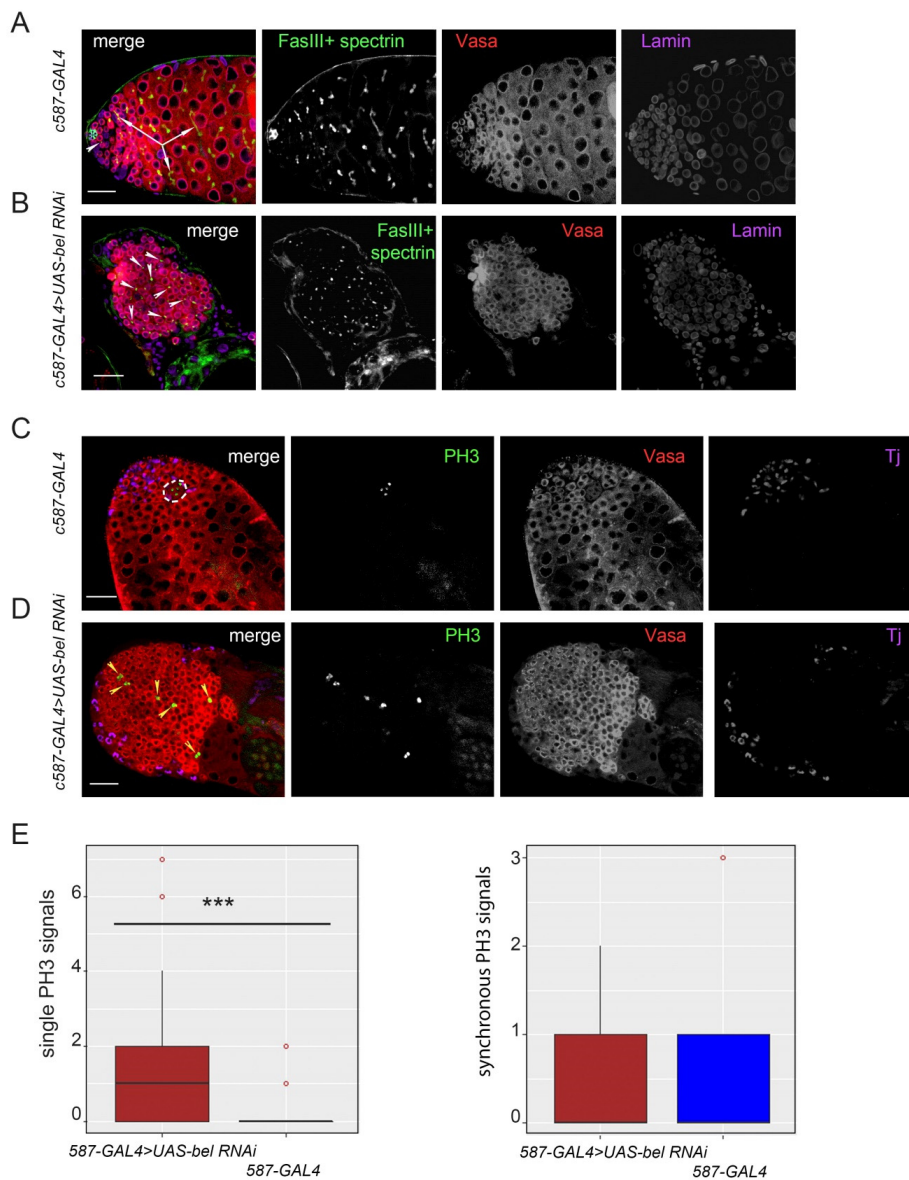 A
c587-GAL4
merge
FasIII+ spectrin
Vasa
Lamin
B
c587-GAL4>UAS-bel RNAi
merge
FasIII+
spectrin
Vasa
Lamin
C
c587-GAL4
merge
PH3
Vasa
Tj
D
c587-GAL4>UAS-bel RNAi
merge
PH3
Vasa
Tj
E
single PH3 signals
6
4
2
0
***
587-GAL4>UAS-bel RNAi
587-GAL4
synchronous PH3 signals
3
2
1
0
587-GAL4>UAS-bel RNAi
587-GAL4